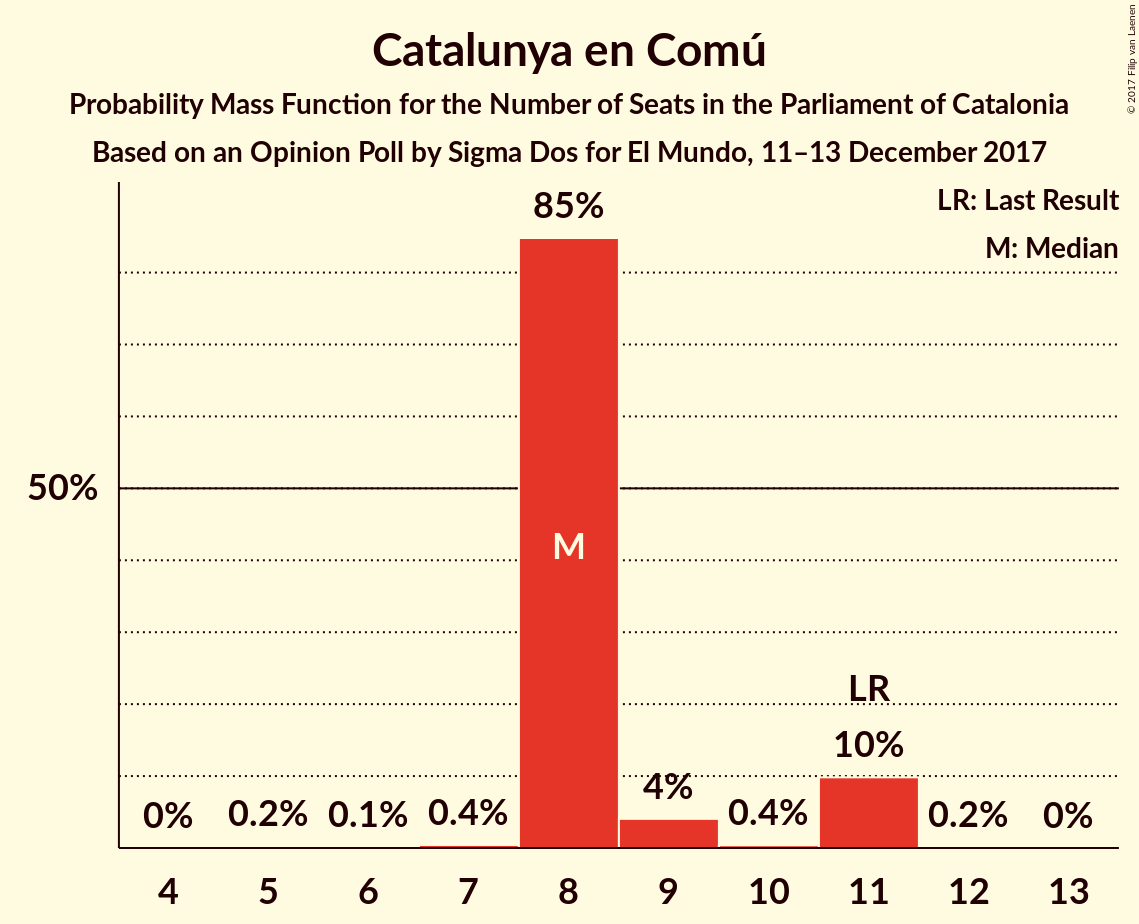 Catalunya en Comú
Probability Mass Function for the Number of Seats in the Parliament of Catalonia
Based on an Opinion Poll by Sigma Dos for El Mundo, 11–13 December 2017
© 2017 Filip van Laenen
LR: Last Result
M: Median
85%
50%
M
LR
10%
4%
0% 0.2% 0.1% 0.4% 0.4% 0.2% 0%
4 5 6 7 8 9 10 11 12 13